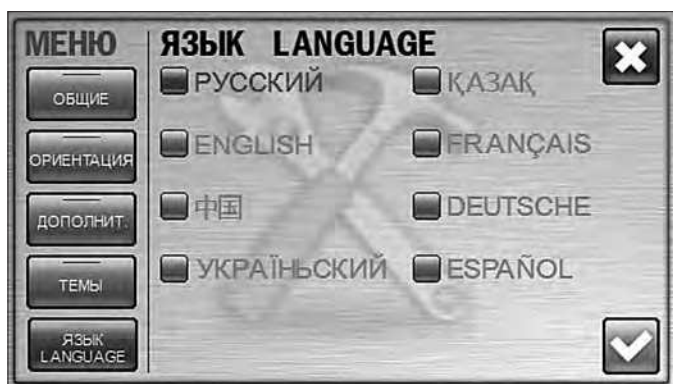 МЕНЮ
ОБЩИЕ
ОРИЕНТАЦИЯ
ДОПОЛНИТ.
ТЕМЫ
ЯЗЫК
LANGUAGE
ЯЗЫК LANGUAGE
РУССКИЙ
ҚАЗАҚ
ENGLISH
FRANÇAIS
中国
DEUTSCHE
УКРАЇНЬСКИЙ
ESPAÑOL